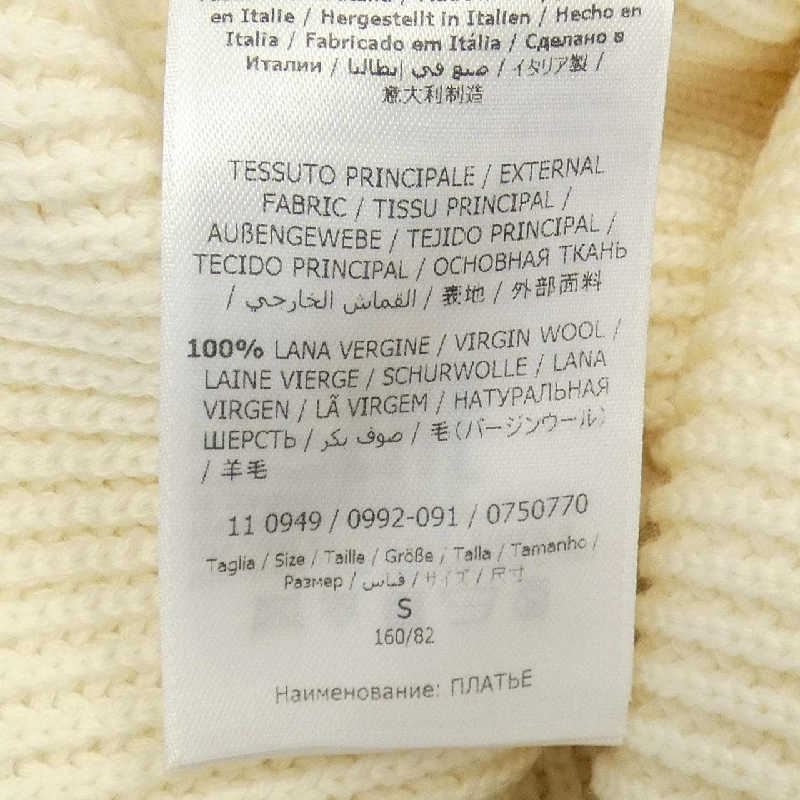 en Italie / Hergestellt in Italien / Hecho en
Italia / Fabricado em Itália / Сделано в
Италии / صنع في إيطاليا / イタリア製 /
意大利制造
TESSUTO PRINCIPALE / EXTERNAL
FABRIC / TISSU PRINCIPAL /
AUßENGEWEBE / TEJIDO PRINCIPAL /
TECIDO PRINCIPAL / ОСНОВНАЯ ТКАНЬ
/ القماش الخارجي / 表地 / 外部面料
100% LANA VERGINE / VIRGIN WOOL /
LAINE VIERGE / SCHURWOLLE / LANA
VIRGEN / LÃ VIRGEM / НАТУРАЛЬНАЯ
ШЕРСТЬ / صوف بكر / 毛(バージンウール)
/ 羊毛
11 0949 / 0992-091 / 0750770
Taglia / Size / Taille / Größe / Talla / Tamanho /
Размер / قياس / サイズ / 尺寸
S
160/82
Наименование: ПЛАТЬЕ